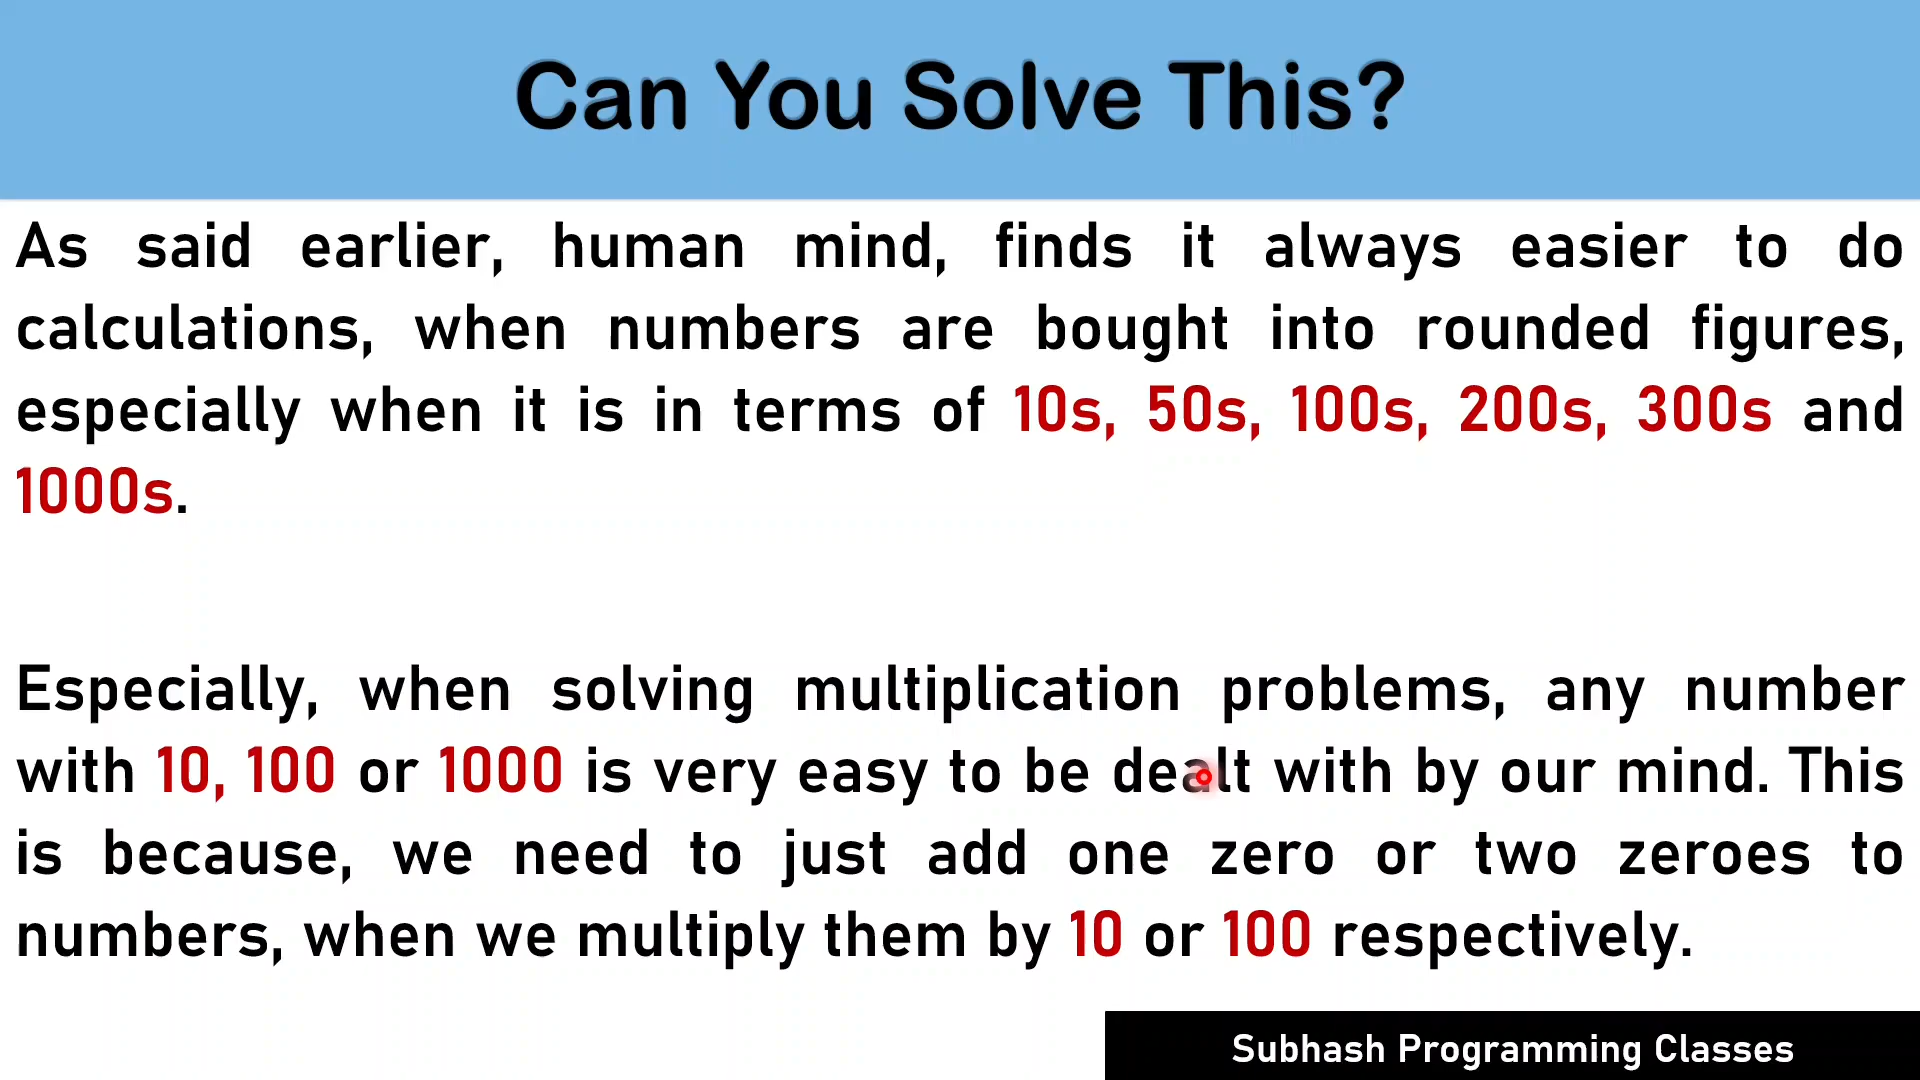 Can You Solve This?
As said earlier, human mind, finds it always easier to do
calculations, when numbers are bought into rounded figures,
especially when it is in terms of 10s, 50s, 100s, 200s, 300s and
1000s.
Especially, when solving multiplication problems, any number
with 10, 100 or 1000 is very easy to be dealt with by our mind. This
is because, we need to just add one zero or two zeroes to
numbers, when we multiply them by 10 or 100 respectively.
Subhash Programming Classes